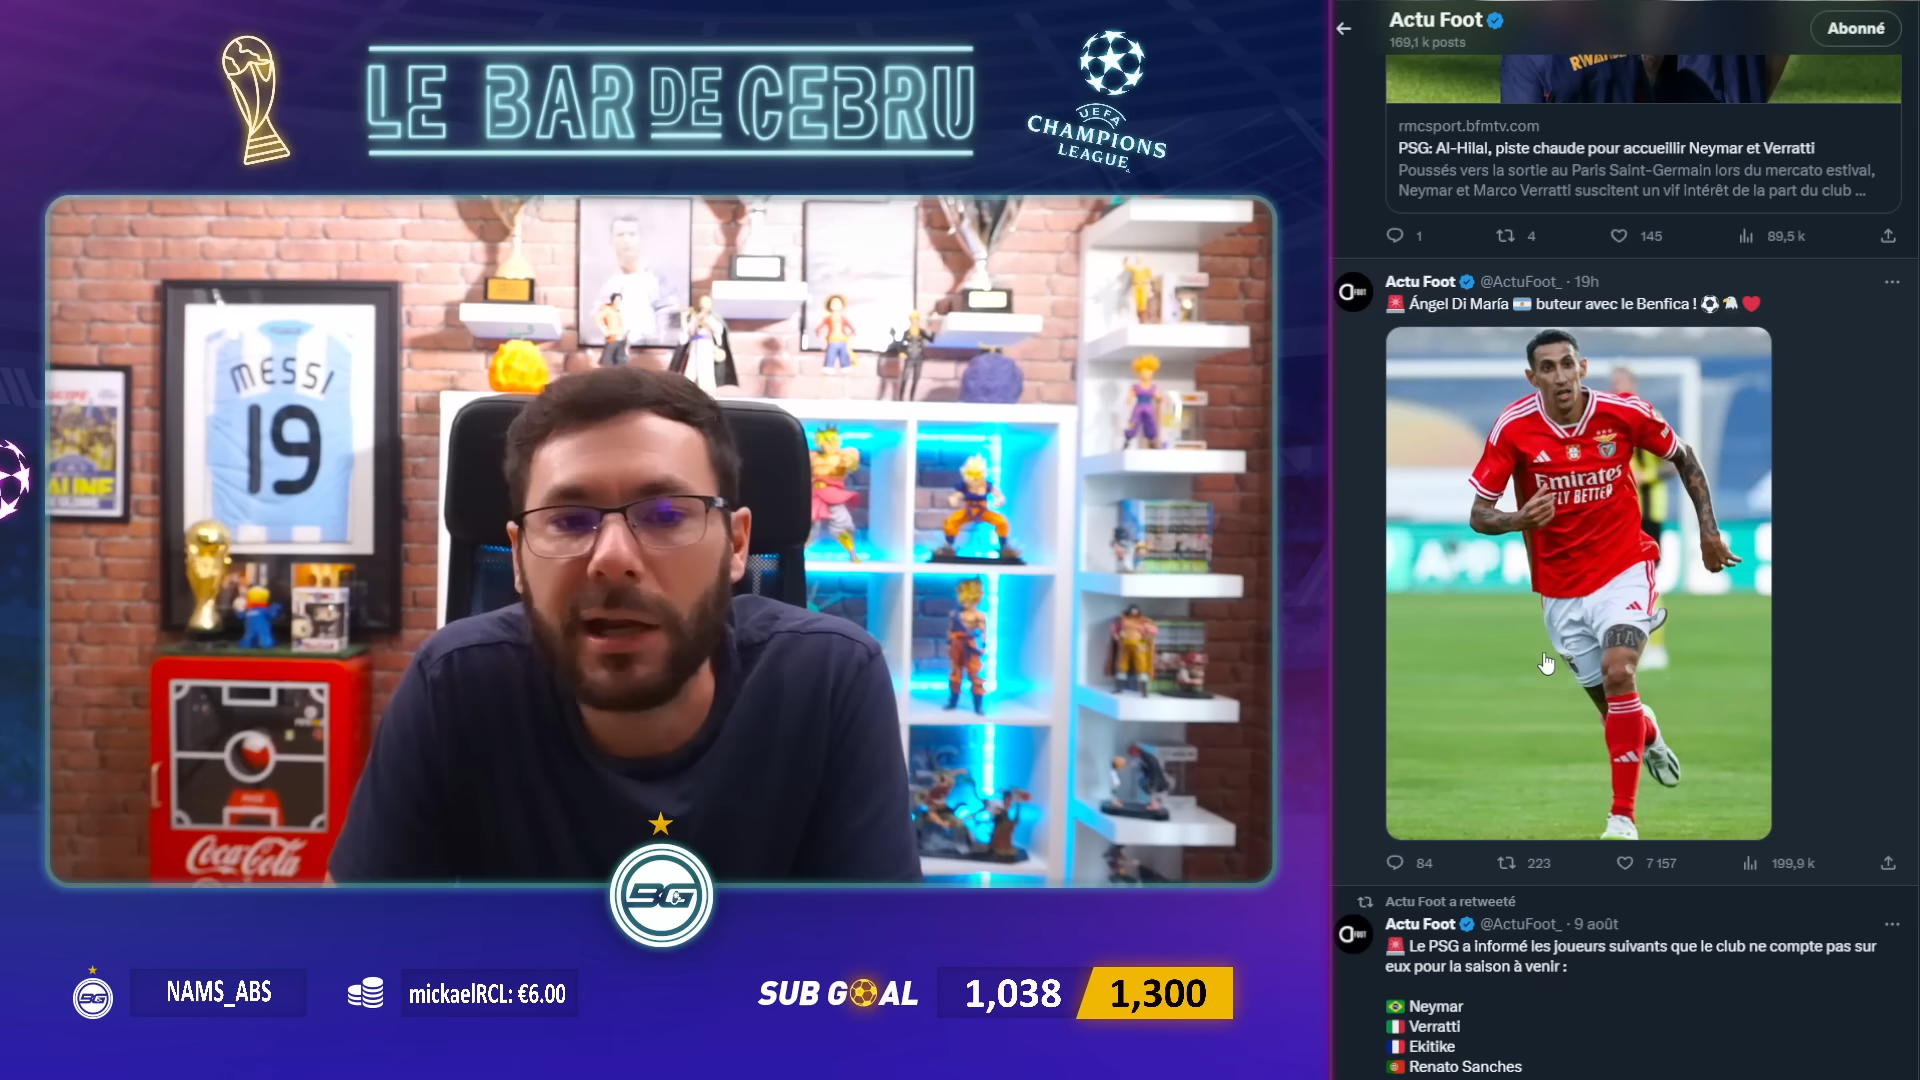 LE BAR DE CEBRU
UEFA
CHAMPIONS
LEAGUE
MESSI
19
Coca-Cola
BG
BG
NAMS_ABS
mickaelRCL: €6.00
SUB GOAL
1,038
1,300
Actu Foot
169,1 k posts
Abonné
rmcsport.bfmtv.com
PSG: Al-Hilal, piste chaude pour accueillir Neymar et Verratti
Poussés vers la sortie au Paris Saint-Germain lors du mercato estival,
Neymar et Marco Verratti suscitent un vif intérêt de la part du club ...
1 4 145 89,5 k
Actu Foot @ActuFoot_ · 19h
🚨 Ángel Di María 🇦🇷 buteur avec le Benfica ! ⚽🦅❤️
Emirates
FLY BETTER
84 223 7 157 199,9 k
Actu Foot a retweeté
Actu Foot @ActuFoot_ · 9 août
🚨 Le PSG a informé les joueurs suivants que le club ne compte pas sur
eux pour la saison à venir :
🇧🇷 Neymar
🇮🇹 Verratti
🇫🇷 Ekitike
🇵🇹 Renato Sanches